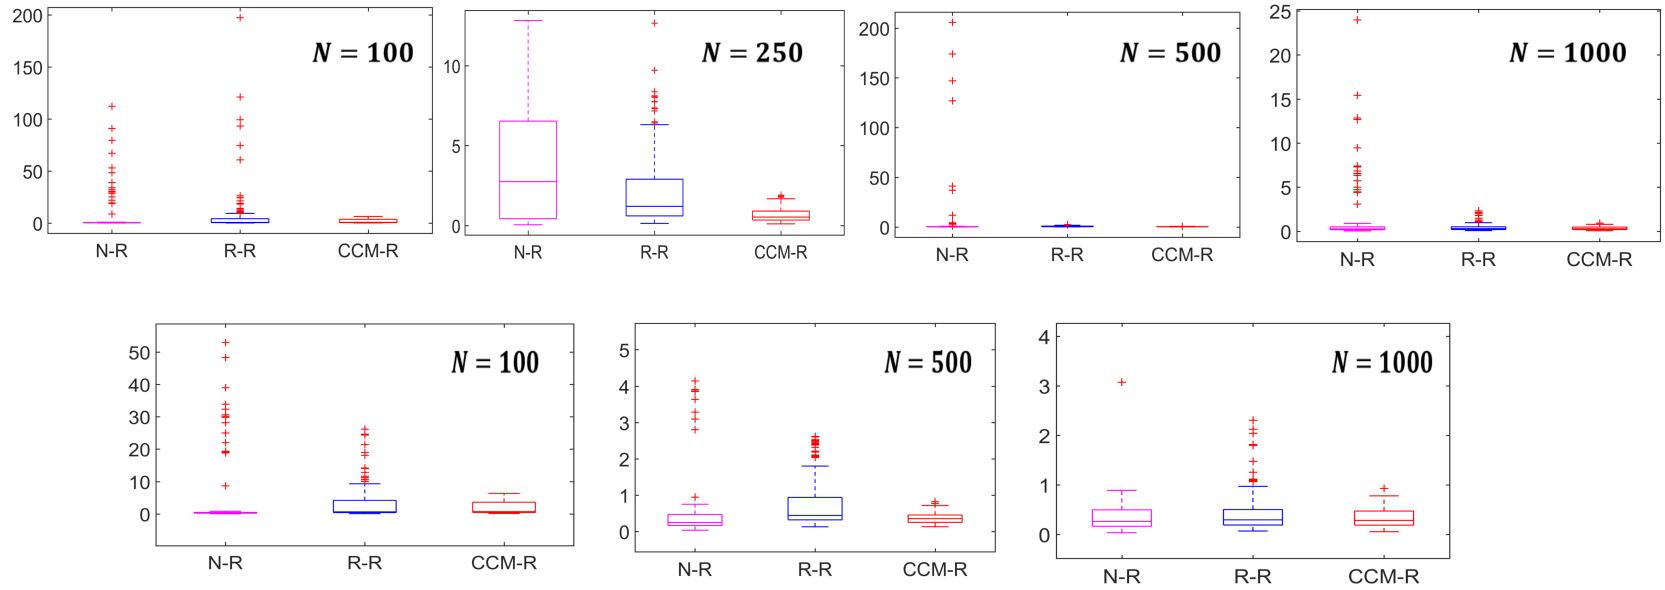 200
150
100
50
0
N = 100
N-R R-R CCM-R
10
5
0
N = 250
N-R R-R CCM-R
200
150
100
50
0
N = 500
N-R R-R CCM-R
25
20
15
10
5
0
N = 1000
N-R R-R CCM-R
50
40
30
20
10
0
N = 100
N-R R-R CCM-R
5
4
3
2
1
0
N = 500
N-R R-R CCM-R
4
3
2
1
0
N = 1000
N-R R-R CCM-R